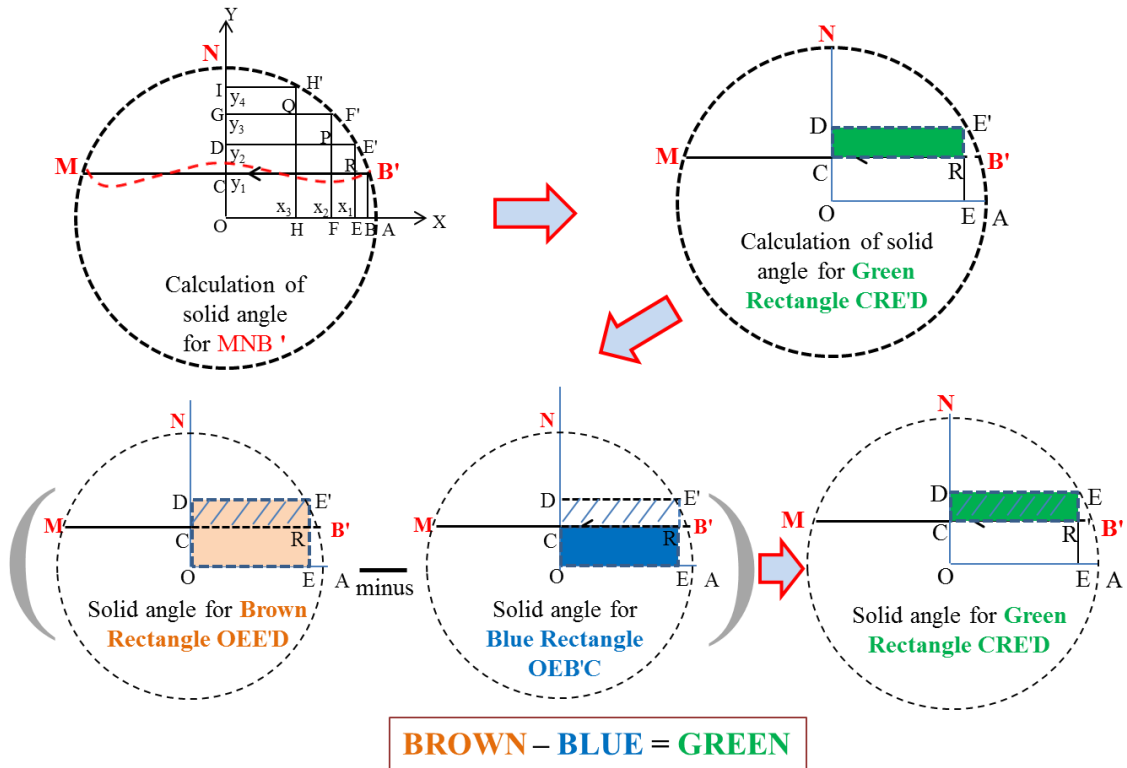 Y
N
I
H'
y₄
Q
G
F'
y₃
P
D
E'
y₂
R
M
B'
C
y₁
x₃
x₂
x₁
X
O
H
F
E
B
A
Calculation of
solid angle
for MNB '
N
D
E'
M
B'
C
R
O
E
A
Calculation of solid
angle for Green
Rectangle CRE'D
N
D
E'
M
B'
C
R
O
E
A
Solid angle for Brown
Rectangle OEE'D
minus
N
D
E'
M
B'
C
R
O
E
A
Solid angle for
Blue Rectangle
OEB'C
N
D
E
M
B'
C
R
O
E
A
Solid angle for Green
Rectangle CRE'D
BROWN – BLUE = GREEN